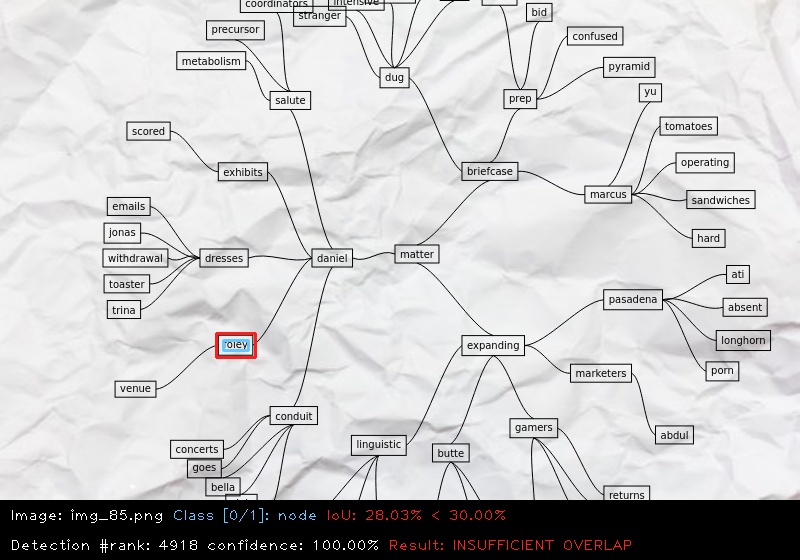 coordinators
intensive
stranger
bid
precursor
confused
metabolism
pyramid
dug
yu
salute
prep
scored
tomatoes
operating
exhibits
briefcase
marcus
sandwiches
emails
jonas
hard
withdrawal
dresses
daniel
matter
ati
toaster
pasadena
absent
trina
longhorn
expanding
marketers
porn
venue
conduit
gamers
abdul
concerts
linguistic
butte
goes
bella
returns
Image: img_85.png Class [0/1]: node IoU: 28.03% < 30.00%
Detection #rank: 4918 confidence: 100.00% Result: INSUFFICIENT OVERLAP